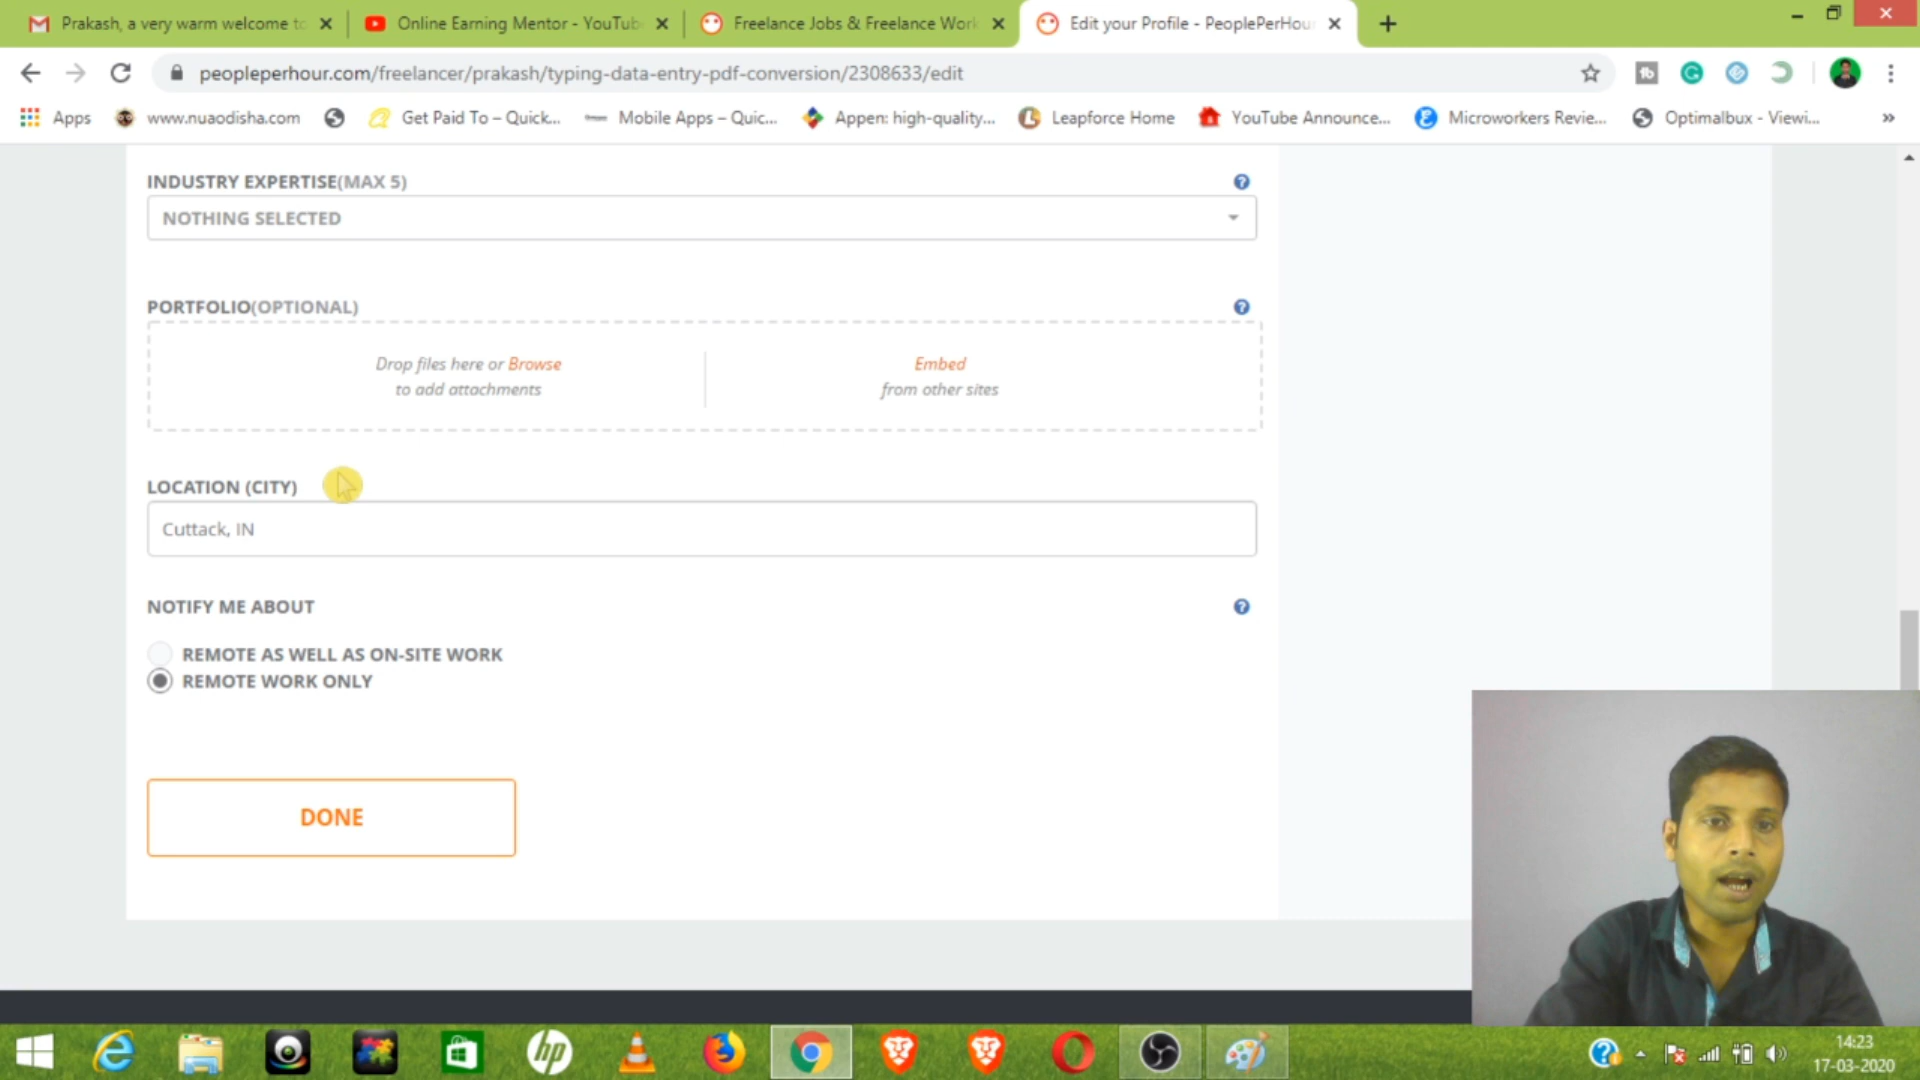 Prakash, a very warm welcome to
Online Earning Mentor - YouTube
Freelance Jobs & Freelance Work
Edit your Profile - PeoplePerHour
peopleperhour.com/freelancer/prakash/typing-data-entry-pdf-conversion/2308633/edit
Apps
www.nuaodisha.com
Get Paid To – Quick...
Mobile Apps – Quic...
Appen: high-quality...
Leapforce Home
YouTube Announce...
Microworkers Revie...
Optimalbux - Viewi...
»
INDUSTRY EXPERTISE(MAX 5)
NOTHING SELECTED
PORTFOLIO(OPTIONAL)
Drop files here or Browse
to add attachments
Embed
from other sites
LOCATION (CITY)
Cuttack, IN
NOTIFY ME ABOUT
REMOTE AS WELL AS ON-SITE WORK
REMOTE WORK ONLY
DONE
hp
14:23
17-03-2020